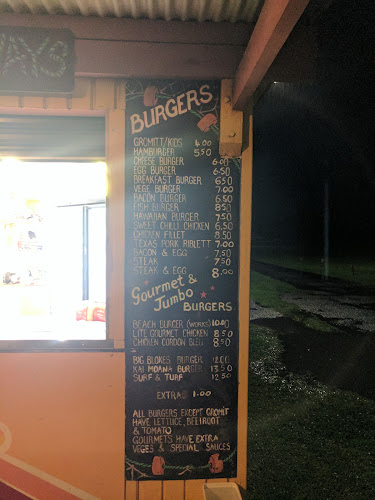 BURGERS
GROMITT/KIDS 4.00
HAMBURGER 5.50
CHEESE BURGER 6.00
EGG BURGER 6.50
BREAKFAST BURGER 6.50
VEGE BURGER 7.00
BACON BURGER 6.50
FISH BURGER 8.50
HAWAIIAN BURGER 7.50
SWEET CHILLI CHICKEN 6.50
CHICKEN FILLET 8.50
TEXAS PORK RIBLETT 7.00
BACON & EGG 7.50
STEAK 7.50
STEAK & EGG 8.00
Gourmet &
Jumbo
BURGERS
BEACH BURGER (WORKS) 10.40
LITE GOURMET CHICKEN 8.50
CHICKEN CORDON BLEU 8.50
BIG BLOKES BURGER 12.00
KAI MOANA BURGER 13.50
SURF & TURF 12.50
EXTRAS 1.00
ALL BURGERS EXCEPT GROMIT
HAVE LETTUCE, BEETROOT
& TOMATO
GOURMETS HAVE EXTRA
VEGES & SPECIAL SAUCES